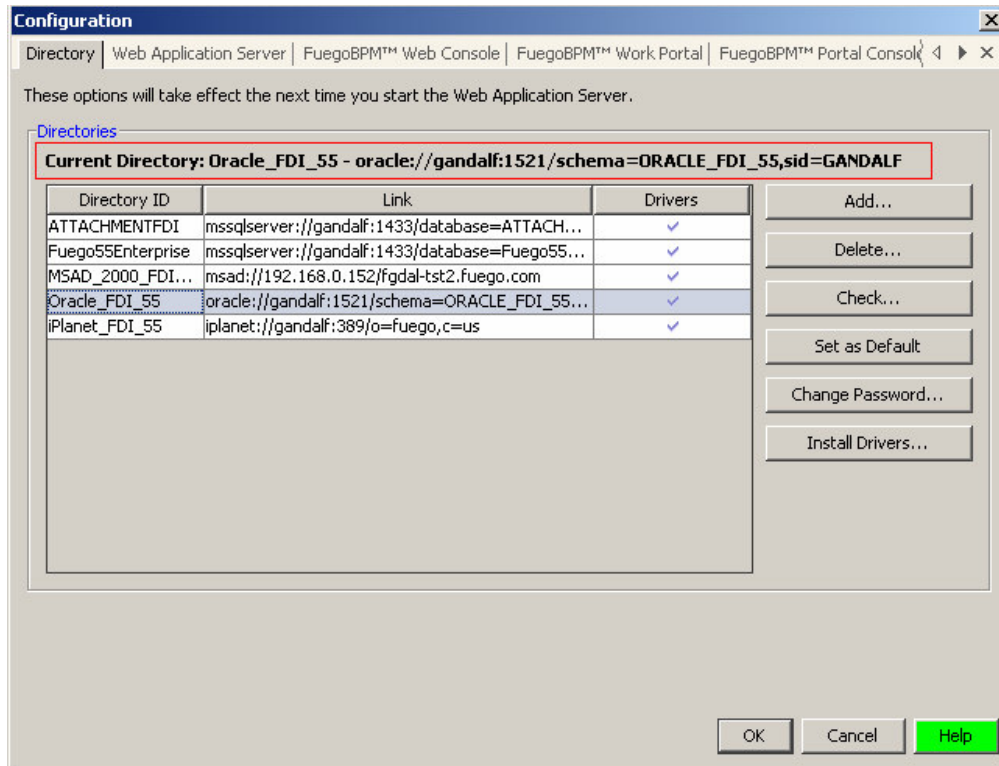 Configuration
Directory Web Application Server FuegoBPM™ Web Console FuegoBPM™ Work Portal FuegoBPM™ Portal Consol
These options will take effect the next time you start the Web Application Server.
Directories
Current Directory: Oracle_FDI_55 - oracle://gandalf:1521/schema=ORACLE_FDI_55,sid=GANDALF
Directory ID Link Drivers Add...
ATTACHMENTFDI mssqlserver://gandalf:1433/database=ATTACH...
Fuego55Enterprise mssqlserver://gandalf:1433/database=Fuego55... Delete...
MSAD_2000_FDI... msad://192.168.0.152/fgdal-tst2.fuego.com
Oracle_FDI_55 oracle://gandalf:1521/schema=ORACLE_FDI_55... Check...
iPlanet_FDI_55 iplanet://gandalf:389/o=fuego,c=us
Set as Default
Change Password...
Install Drivers...
OK Cancel Help